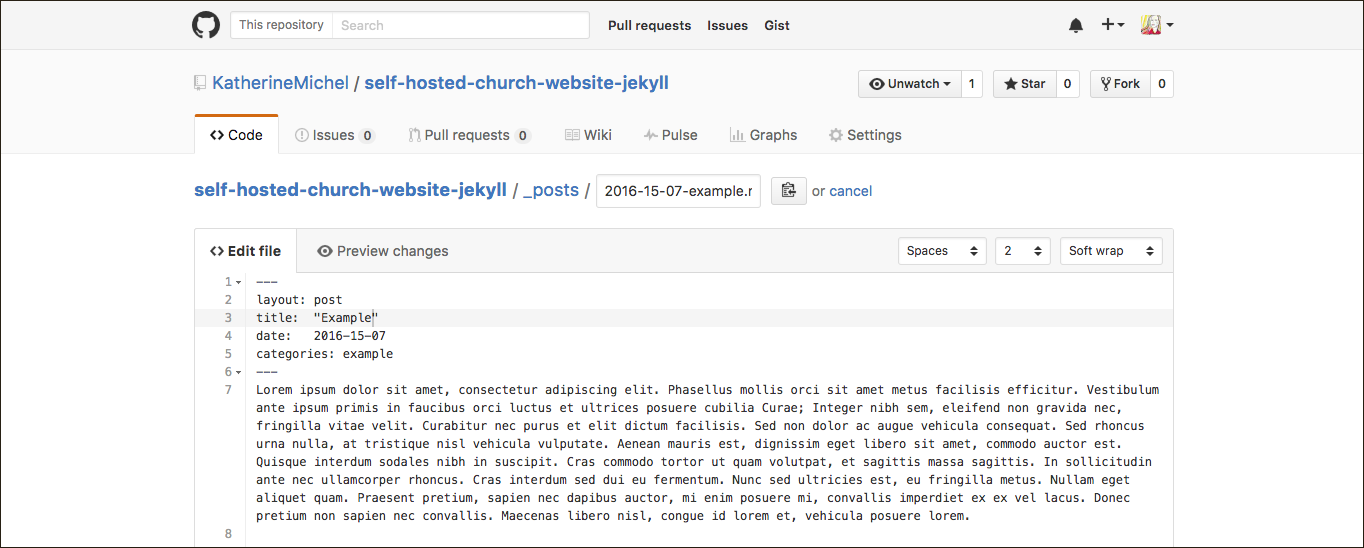 This repository Search Pull requests Issues Gist
KatherineMichel / self-hosted-church-website-jekyll Unwatch 1 Star 0 Fork 0
Code Issues 0 Pull requests 0 Wiki Pulse Graphs Settings
self-hosted-church-website-jekyll / _posts / 2016-15-07-example.r or cancel
Edit file Preview changes Spaces 2 Soft wrap
1 ---
2 layout: post
3 title:  "Example"
4 date:   2016-15-07
5 categories: example
6 ---
7 Lorem ipsum dolor sit amet, consectetur adipiscing elit. Phasellus mollis orci sit amet metus facilisis efficitur. Vestibulum
ante ipsum primis in faucibus orci luctus et ultrices posuere cubilia Curae; Integer nibh sem, eleifend non gravida nec,
fringilla vitae velit. Curabitur nec purus et elit dictum facilisis. Sed non dolor ac augue vehicula consequat. Sed rhoncus
urna nulla, at tristique nisl vehicula vulputate. Aenean mauris est, dignissim eget libero sit amet, commodo auctor est.
Quisque interdum sodales nibh in suscipit. Cras commodo tortor ut quam volutpat, et sagittis massa sagittis. In sollicitudin
ante nec ullamcorper rhoncus. Cras interdum sed dui eu fermentum. Nunc sed ultricies est, eu fringilla metus. Nullam eget
aliquet quam. Praesent pretium, sapien nec dapibus auctor, mi enim posuere mi, convallis imperdiet ex ex vel lacus. Donec
pretium non sapien nec convallis. Maecenas libero nisl, congue id lorem et, vehicula posuere lorem.
8